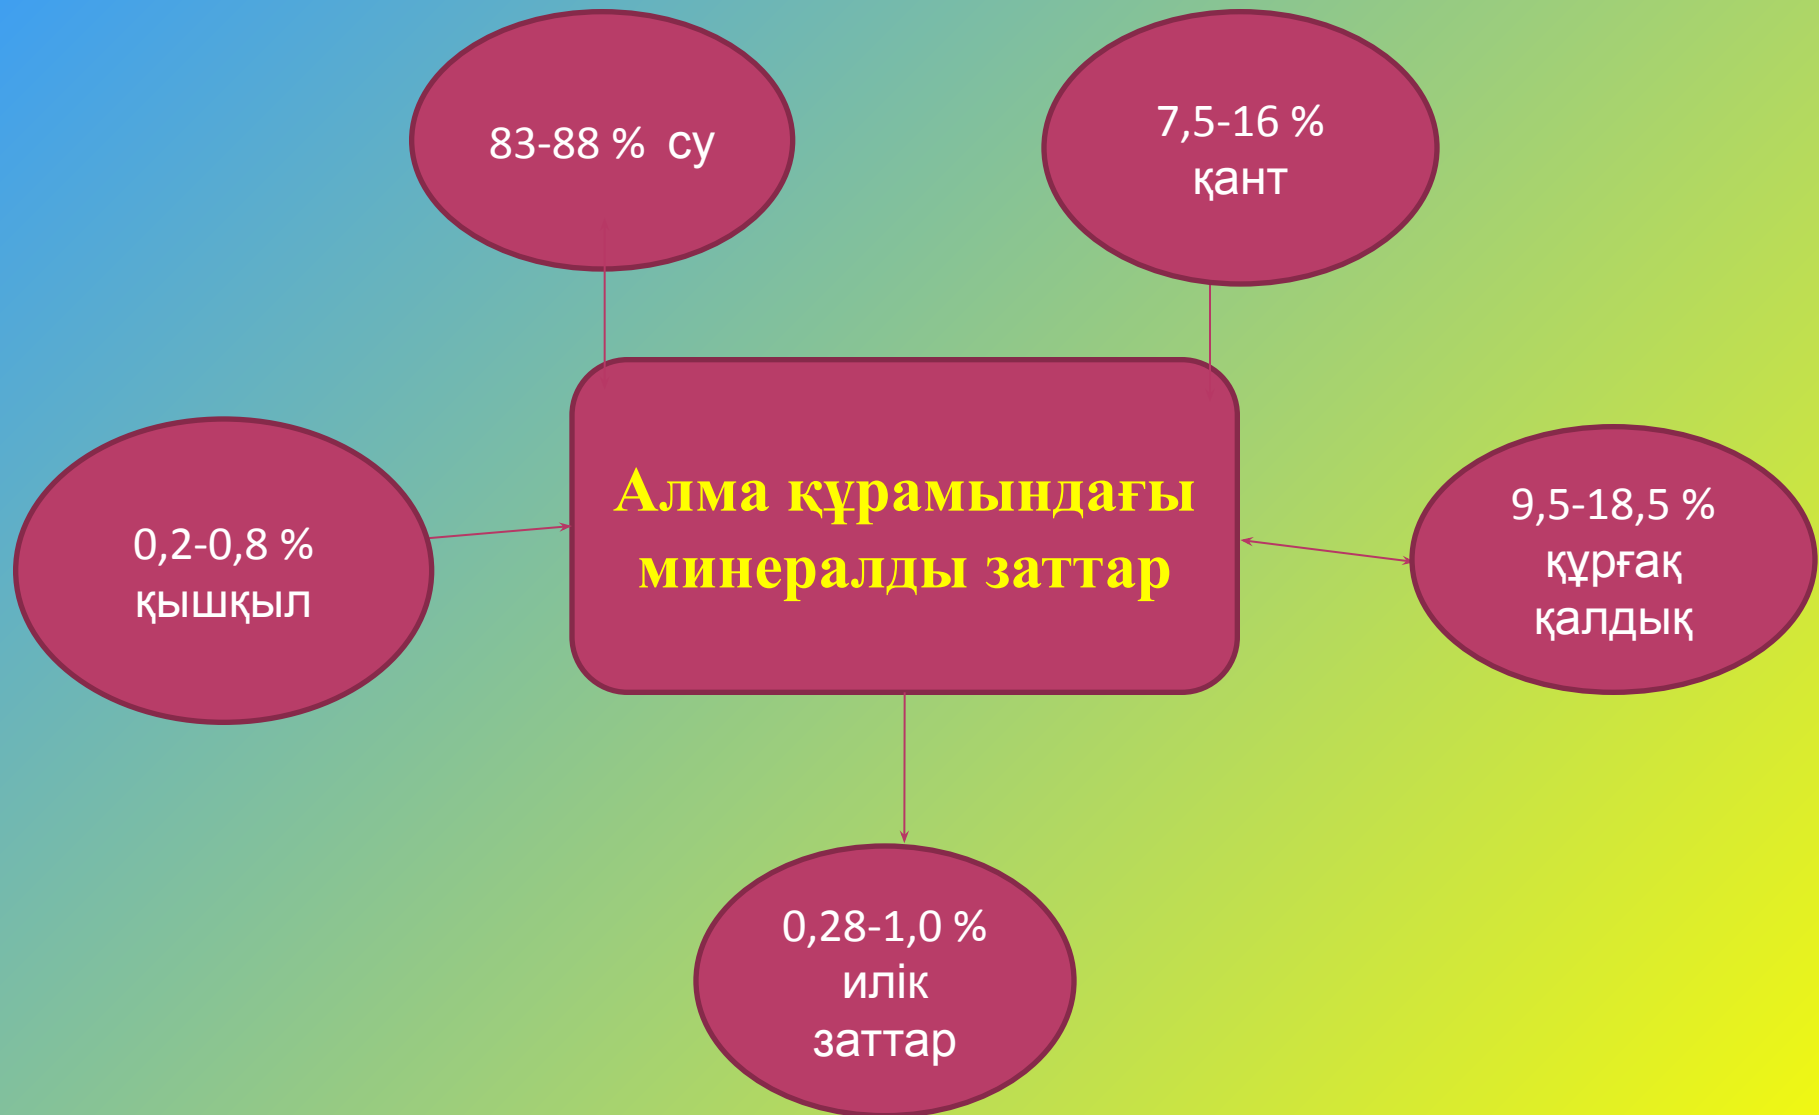 83-88 % су
7,5-16 %
қант
Алма құрамындағы
минералды заттар
0,2-0,8 %
қышқыл
9,5-18,5 %
құрғақ
қалдық
0,28-1,0 %
илік
заттар